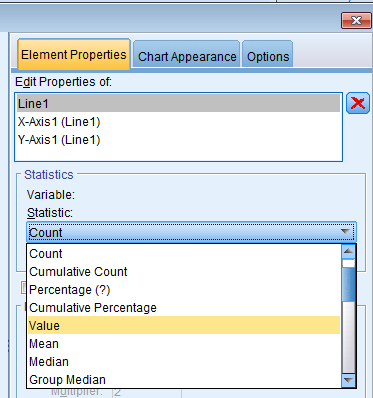 Element Properties Chart Appearance Options
Edit Properties of:
Line1
X-Axis1 (Line1)
Y-Axis1 (Line1)
Statistics
Variable:
Statistic:
Count
Count
Cumulative Count
Percentage (?)
Cumulative Percentage
Value
Mean
Median
Group Median
Multiplier: 2